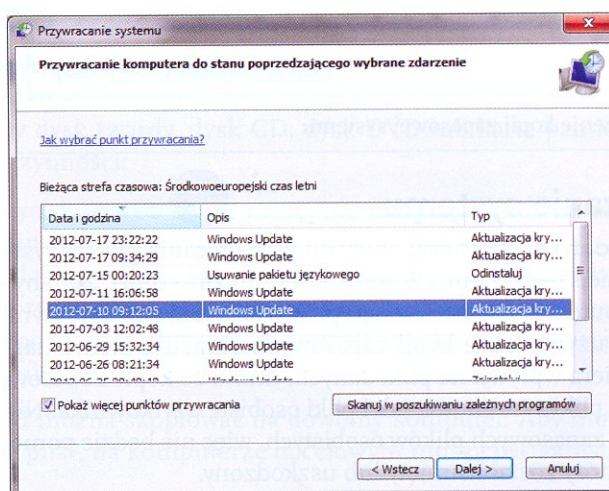 Przywracanie systemu
Przywracanie komputera do stanu poprzedzającego wybrane zdarzenie
Jak wybrać punkt przywracania?
Bieżąca strefa czasowa: Środkowoeuropejski czas letni
Data i godzina Opis Typ
2012-07-17 23:22:22 Windows Update Aktualizacja kry...
2012-07-17 09:34:29 Windows Update Aktualizacja kry...
2012-07-15 00:20:23 Usuwanie pakietu językowego Odinstaluj
2012-07-11 16:06:58 Windows Update Aktualizacja kry...
2012-07-10 09:12:05 Windows Update Aktualizacja kry...
2012-07-03 12:02:48 Windows Update Aktualizacja kry...
2012-06-29 15:32:34 Windows Update Aktualizacja kry...
2012-06-26 08:21:34 Windows Update Aktualizacja kry...
Pokaż więcej punktów przywracania
Skanuj w poszukiwaniu zależnych programów
< Wstecz Dalej > Anuluj